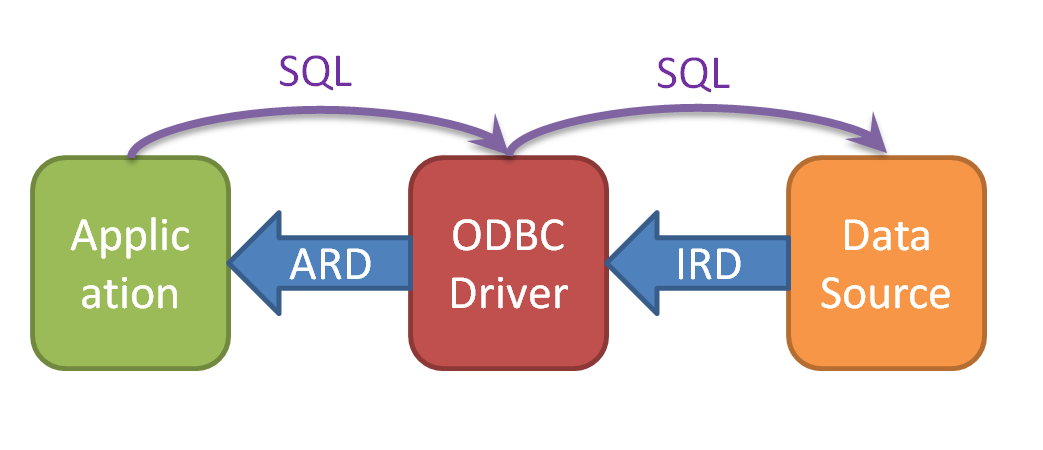 SQL
SQL
Applic
ation
ARD
ODBC
Driver
IRD
Data
Source